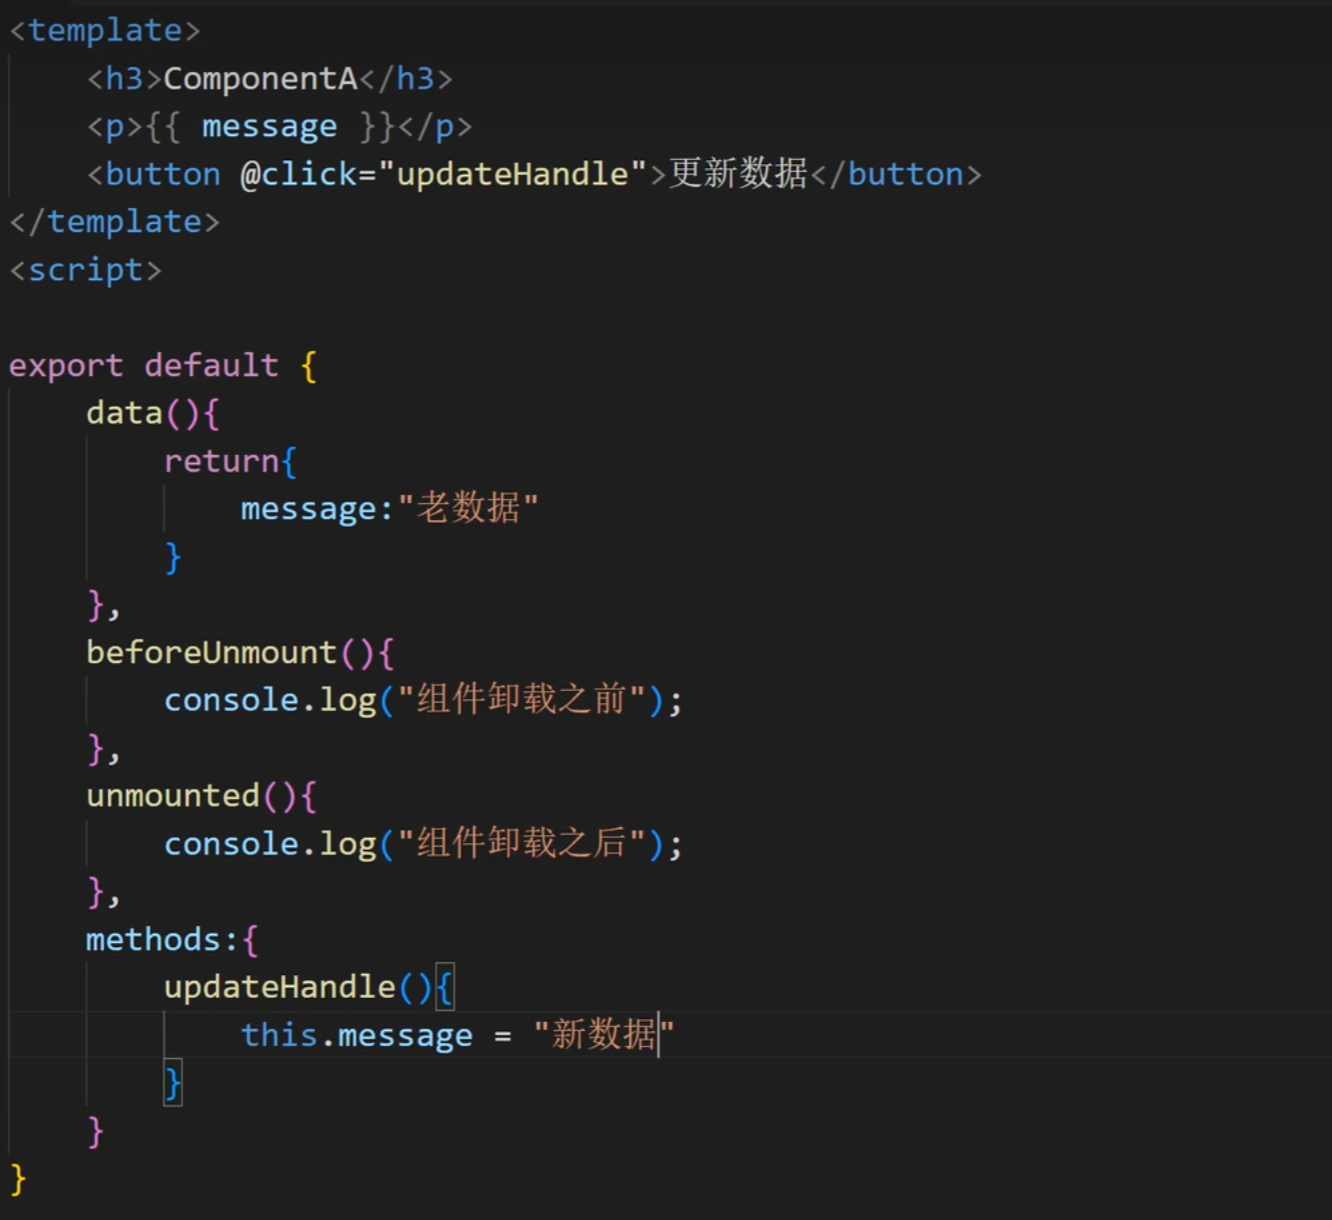 <template>
<h3>ComponentA</h3>
<p>{{ message }}</p>
<button @click="updateHandle">更新数据</button>
</template>
<script>
export default {
data(){
return{
message:"老数据"
}
},
beforeUnmount(){
console.log("组件卸载之前");
},
unmounted(){
console.log("组件卸载之后");
},
methods:{
updateHandle(){
this.message = "新数据"
}
}
}